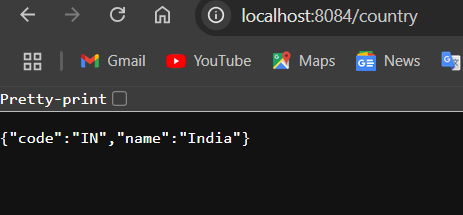 localhost:8084/country
Gmail YouTube Maps News
Pretty-print
{"code":"IN","name":"India"}